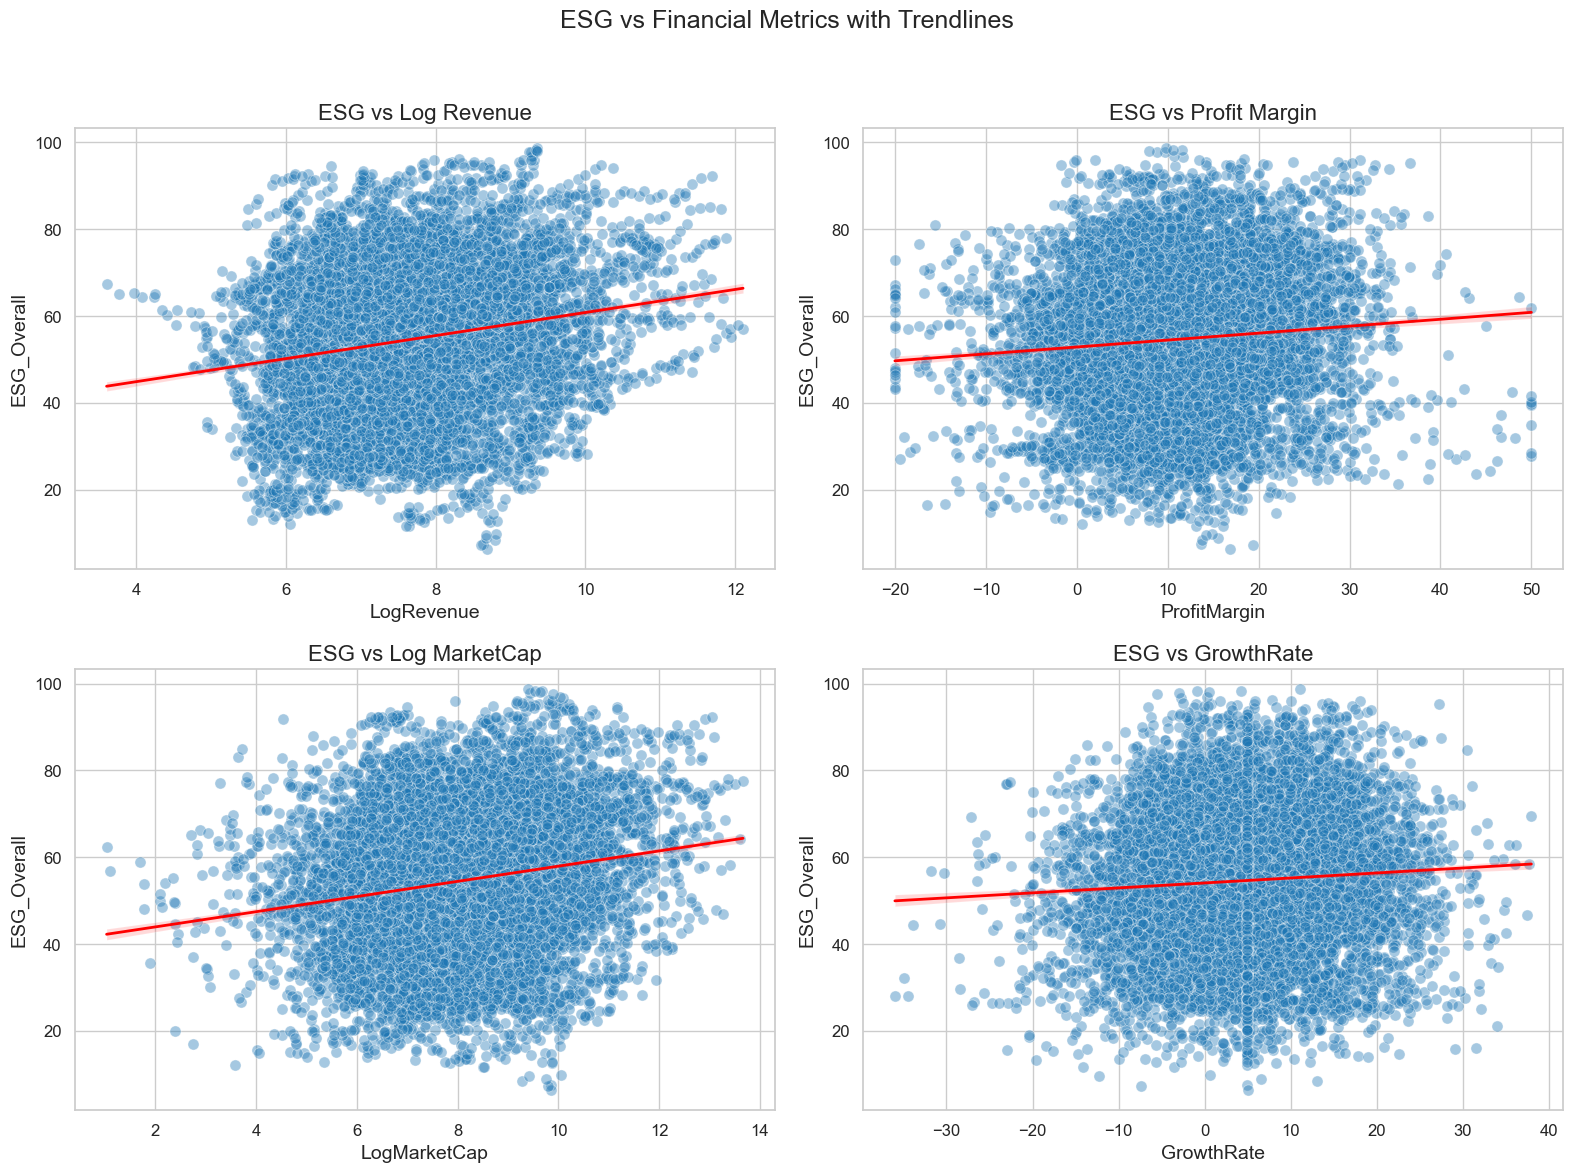 ESG vs Financial Metrics with Trendlines
ESG vs Log Revenue
100
80
60
40
20
ESG_Overall
4 6 8 10 12
LogRevenue
ESG vs Profit Margin
100
80
60
40
20
ESG_Overall
−20 −10 0 10 20 30 40 50
ProfitMargin
ESG vs Log MarketCap
100
80
60
40
20
ESG_Overall
2 4 6 8 10 12 14
LogMarketCap
ESG vs GrowthRate
100
80
60
40
20
ESG_Overall
−30 −20 −10 0 10 20 30 40
GrowthRate